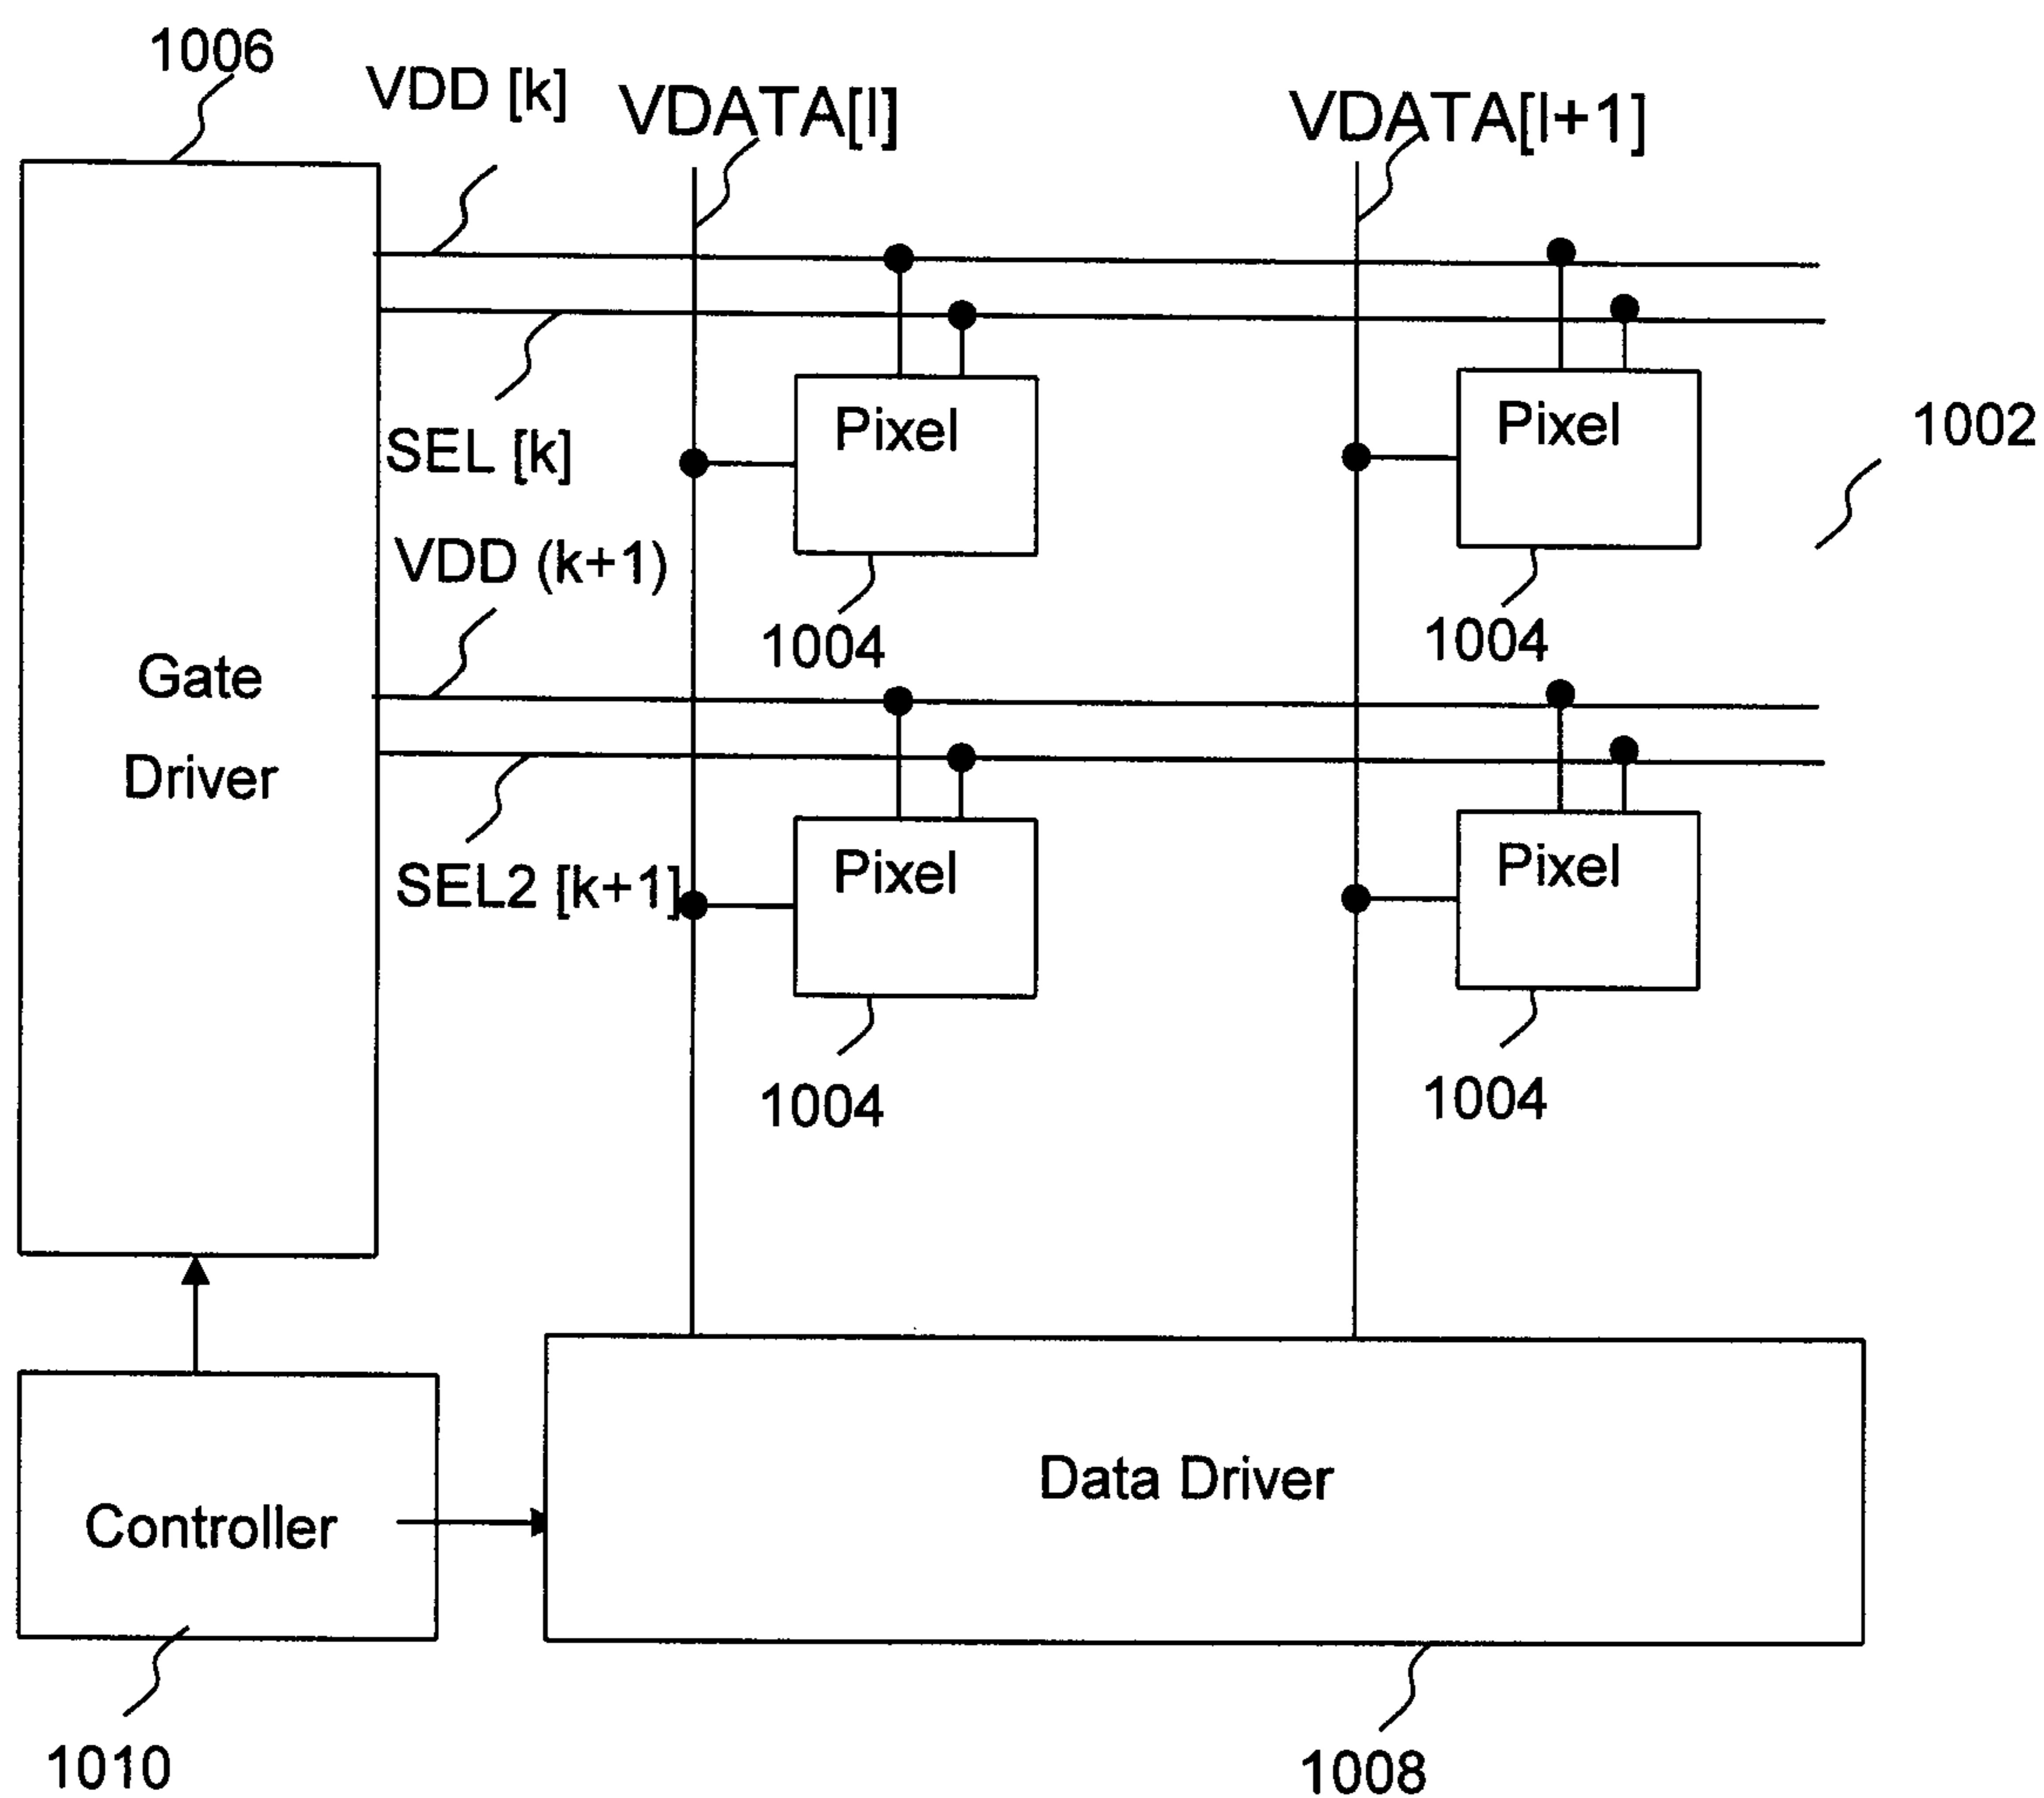 1006
VDD [k]
VDATA[l]
VDATA[l+1]
SEL [k]
Pixel
Pixel
1002
VDD (k+1)
1004
1004
Gate
Driver
SEL2 [k+1]
Pixel
Pixel
1004
1004
Controller
Data Driver
1010
1008